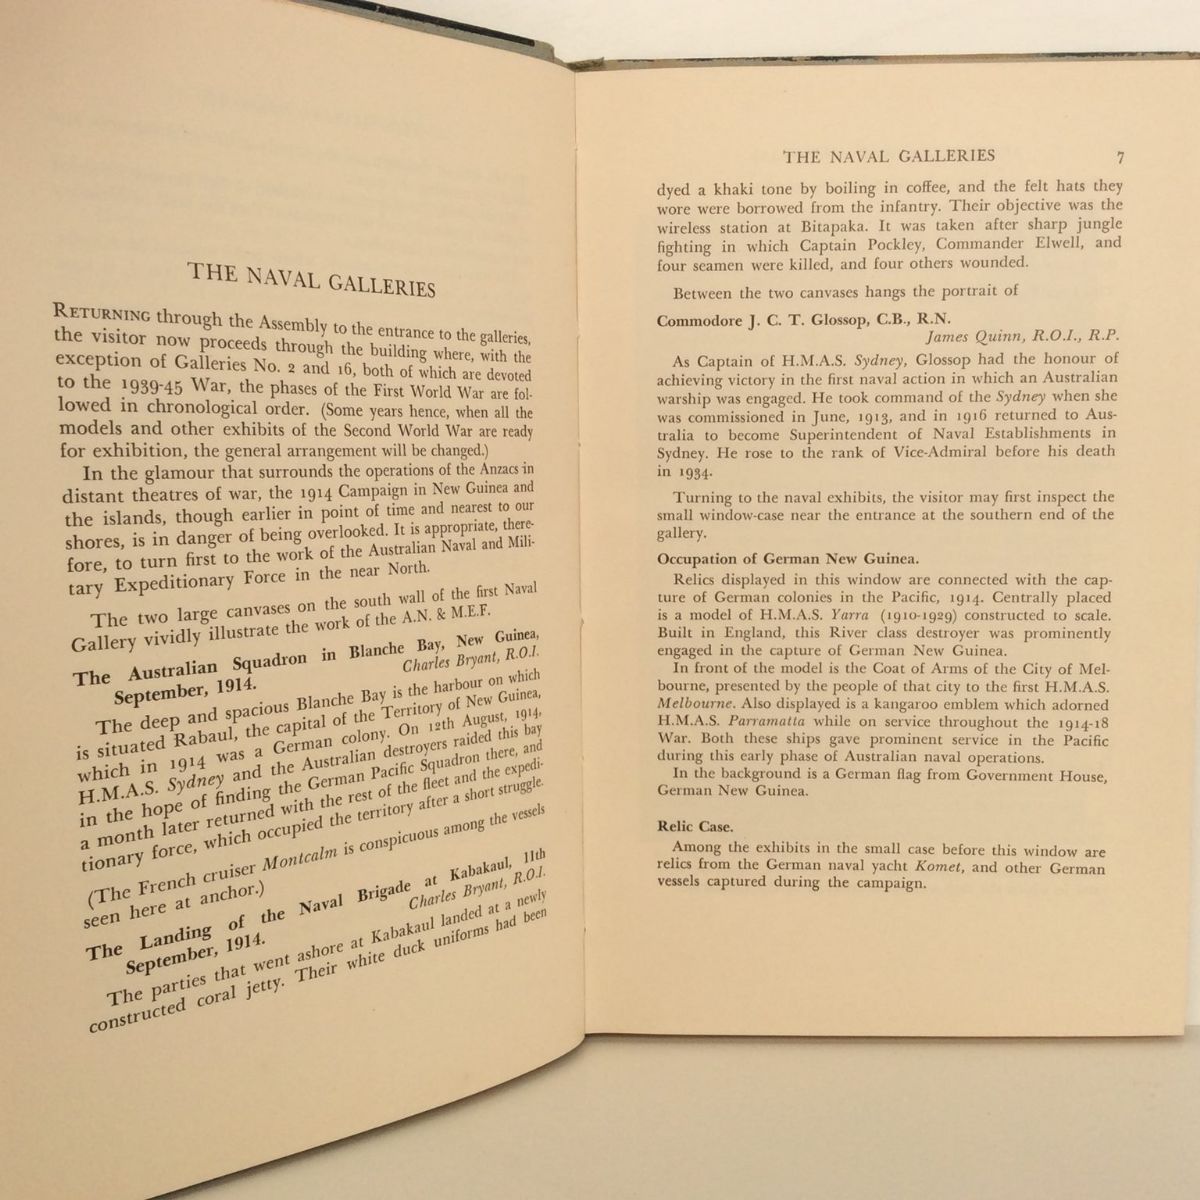 THE NAVAL GALLERIES
RETURNING through the Assembly to the entrance to the galleries,
the visitor now proceeds through the building where, with the
exception of Galleries No. 2 and 16, both of which are devoted
to the 1939-45 War, the phases of the First World War are fol-
lowed in chronological order. (Some years hence, when all the
models and other exhibits of the Second World War are ready
for exhibition, the general arrangement will be changed.)
In the glamour that surrounds the operations of the Anzacs in
distant theatres of war, the 1914 Campaign in New Guinea and
the islands, though earlier in point of time and nearest to our
shores, is in danger of being overlooked. It is appropriate, there-
fore, to turn first to the work of the Australian Naval and Mili-
tary Expeditionary Force in the near North.
The two large canvases on the south wall of the first Naval
Gallery vividly illustrate the work of the A.N. & M.E.F.
The Australian Squadron in Blanche Bay, New Guinea,
September, 1914.
Charles Bryant, R.O.I.
The deep and spacious Blanche Bay is the harbour on which
is situated Rabaul, the capital of the Territory of New Guinea,
which in 1914 was a German colony. On 12th August, 1914,
H.M.A.S. Sydney and the Australian destroyers raided this bay
in the hope of finding the German Pacific Squadron there, and
a month later returned with the rest of the fleet and the expedi-
tionary force, which occupied the territory after a short struggle.
(The French cruiser Montcalm is conspicuous among the vessels
seen here at anchor.)
The Landing of the Naval Brigade at Kabakaul, 11th
September, 1914.
Charles Bryant, R.O.I.
The parties that went ashore at Kabakaul landed at a newly
constructed coral jetty. Their white duck uniforms had been
THE NAVAL GALLERIES 7
dyed a khaki tone by boiling in coffee, and the felt hats they
wore were borrowed from the infantry. Their objective was the
wireless station at Bitapaka. It was taken after sharp jungle
fighting in which Captain Pockley, Commander Elwell, and
four seamen were killed, and four others wounded.
Between the two canvases hangs the portrait of
Commodore J. C. T. Glossop, C.B., R.N.
James Quinn, R.O.I., R.P.
As Captain of H.M.A.S. Sydney, Glossop had the honour of
achieving victory in the first naval action in which an Australian
warship was engaged. He took command of the Sydney when she
was commissioned in June, 1913, and in 1916 returned to Aus-
tralia to become Superintendent of Naval Establishments in
Sydney. He rose to the rank of Vice-Admiral before his death
in 1934.
Turning to the naval exhibits, the visitor may first inspect the
small window-case near the entrance at the southern end of the
gallery.
Occupation of German New Guinea.
Relics displayed in this window are connected with the cap-
ture of German colonies in the Pacific, 1914. Centrally placed
is a model of H.M.A.S. Yarra (1910-1929) constructed to scale.
Built in England, this River class destroyer was prominently
engaged in the capture of German New Guinea.
In front of the model is the Coat of Arms of the City of Mel-
bourne, presented by the people of that city to the first H.M.A.S.
Melbourne. Also displayed is a kangaroo emblem which adorned
H.M.A.S. Parramatta while on service throughout the 1914-18
War. Both these ships gave prominent service in the Pacific
during this early phase of Australian naval operations.
In the background is a German flag from Government House,
German New Guinea.
Relic Case.
Among the exhibits in the small case before this window are
relics from the German naval yacht Komet, and other German
vessels captured during the campaign.